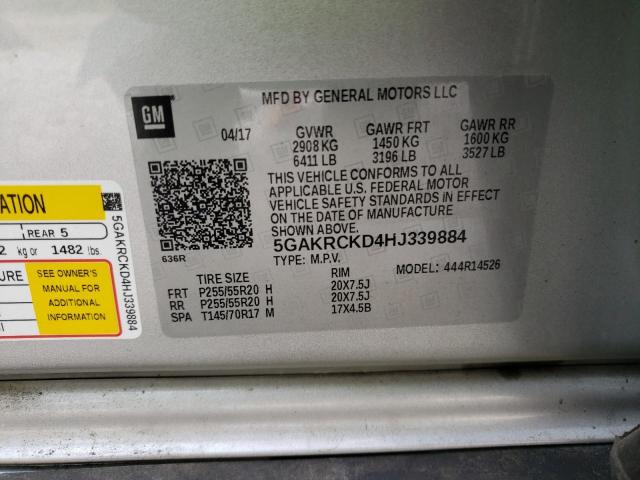 GM
MFD BY GENERAL MOTORS LLC
04/17 GVWR GAWR FRT GAWR RR
2908 KG 1450 KG 1600 KG
6411 LB 3196 LB 3527 LB
THIS VEHICLE CONFORMS TO ALL
APPLICABLE U.S. FEDERAL MOTOR
VEHICLE SAFETY STANDARDS IN EFFECT
ON THE DATE OF MANUFACTURE
SHOWN ABOVE.
636R
5GAKRCKD4HJ339884
TYPE: M.P.V. MODEL: 444R14526
TIRE SIZE RIM
FRT P255/55R20 H 20X7.5J
RR P255/55R20 H 20X7.5J
SPA T145/70R17 M 17X4.5B
ATION
REAR 5
2 kg or 1482 lbs
URE
SEE OWNER'S
MANUAL FOR
ADDITIONAL
INFORMATION
5GAKRCKD4HJ339884